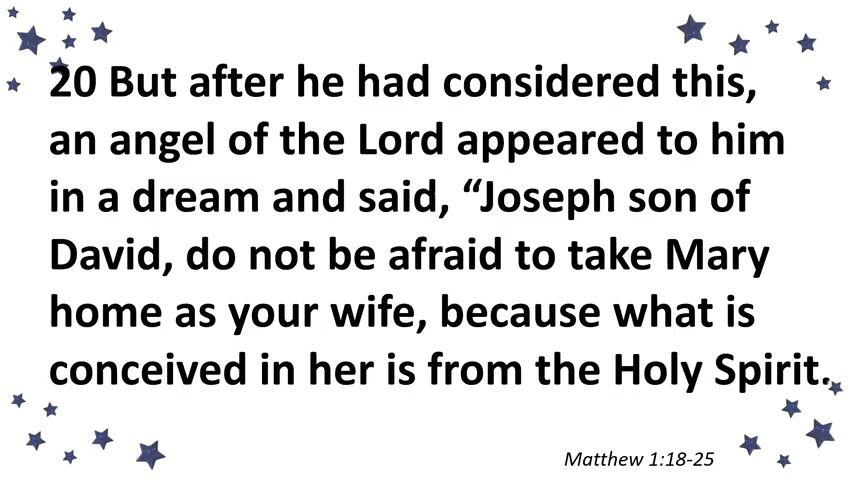 20 But after he had considered this,
an angel of the Lord appeared to him
in a dream and said, “Joseph son of
David, do not be afraid to take Mary
home as your wife, because what is
conceived in her is from the Holy Spirit.
Matthew 1:18-25